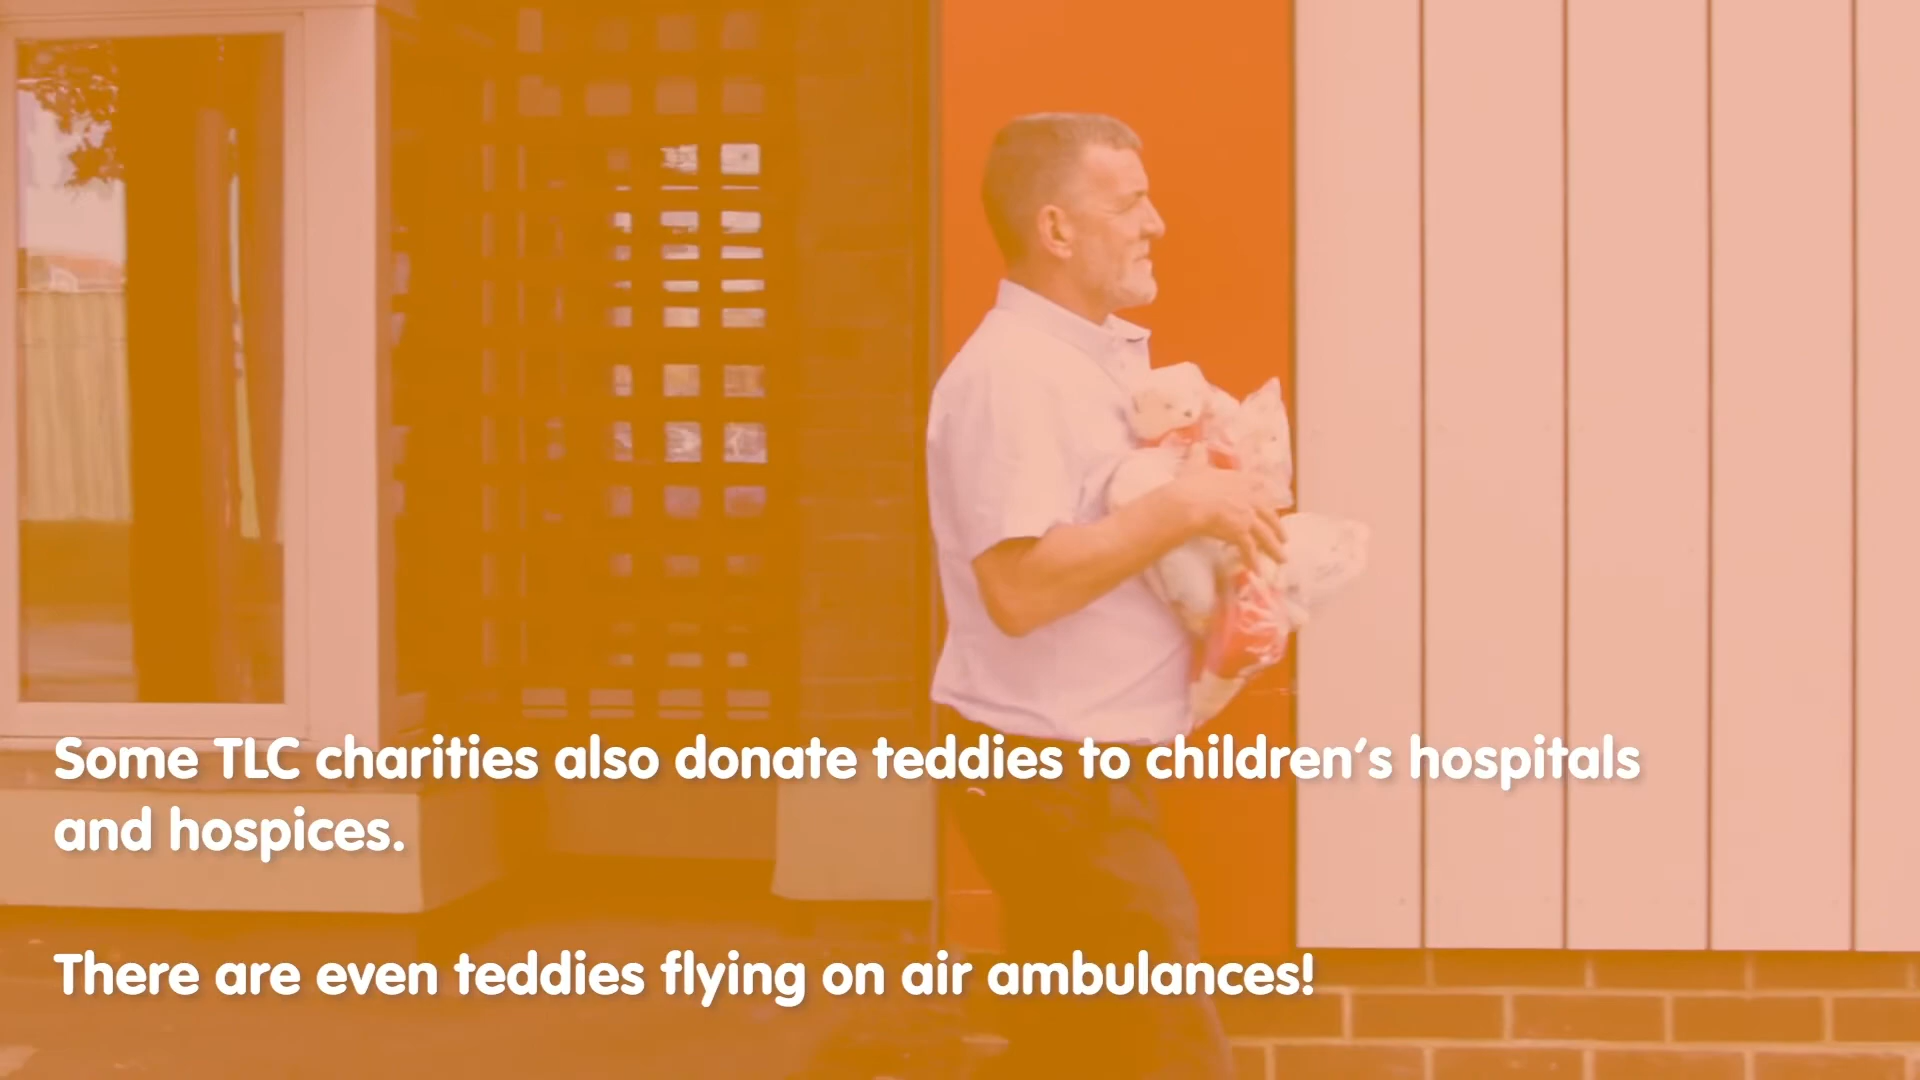 Some TLC charities also donate teddies to children's hospitals
and hospices.
There are even teddies flying on air ambulances!